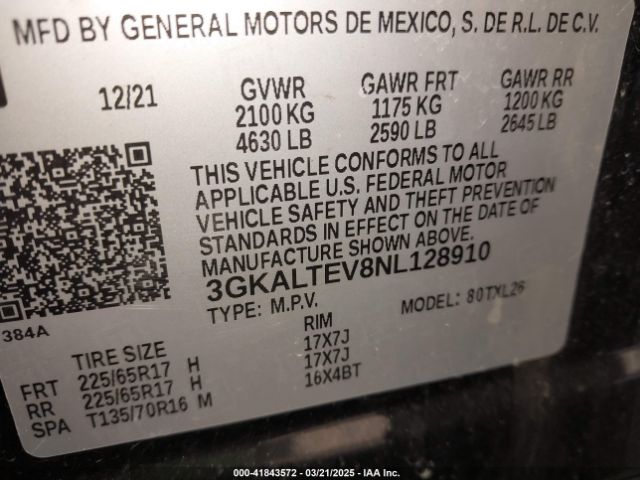 MFD BY GENERAL MOTORS DE MEXICO, S. DE R.L. DE C.V.
12/21 GVWR GAWR FRT GAWR RR
2100 KG 1175 KG 1200 KG
4630 LB 2590 LB 2645 LB
THIS VEHICLE CONFORMS TO ALL
APPLICABLE U.S. FEDERAL MOTOR
VEHICLE SAFETY AND THEFT PREVENTION
STANDARDS IN EFFECT ON THE DATE OF
MANUFACTURE SHOWN ABOVE.
3GKALTEV8NL128910
TYPE: M.P.V. MODEL: 80TXL26
384A
TIRE SIZE RIM
FRT 225/65R17 H 17X7J
RR 225/65R17 H 17X7J
SPA T135/70R16 M 16X4BT
000-41843572 — 03/21/2025 — IAA Inc.